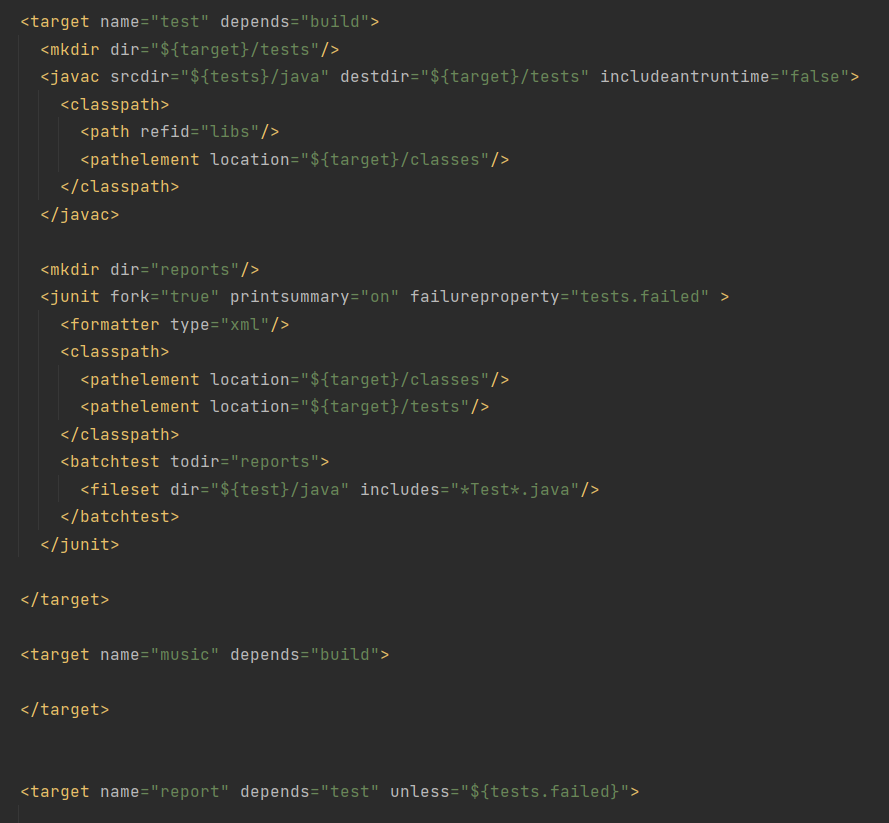 <target name="test" depends="build">
<mkdir dir="${target}/tests"/>
<javac srcdir="${tests}/java" destdir="${target}/tests" includeantruntime="false">
<classpath>
<path refid="libs"/>
<pathelement location="${target}/classes"/>
</classpath>
</javac>
<mkdir dir="reports"/>
<junit fork="true" printsummary="on" failureproperty="tests.failed" >
<formatter type="xml"/>
<classpath>
<pathelement location="${target}/classes"/>
<pathelement location="${target}/tests"/>
</classpath>
<batchtest todir="reports">
<fileset dir="${test}/java" includes="*Test*.java"/>
</batchtest>
</junit>
</target>
<target name="music" depends="build">
</target>
<target name="report" depends="test" unless="${tests.failed}">